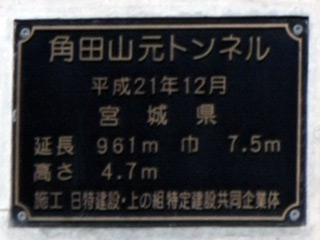 角田山元トンネル
平成21年12月
宮城県
延長 961m 巾 7.5m
高さ 4.7m
施工 日特建設・上の組 特定建設共同企業体